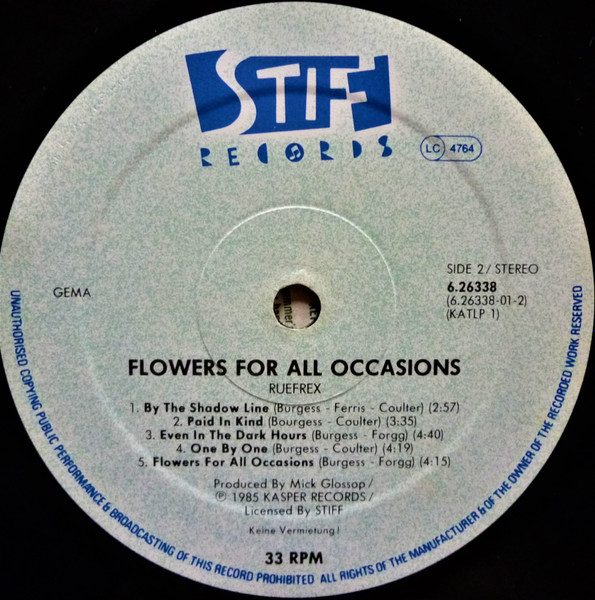 STIFF
RECORDS
LC 4764
GEMA
SIDE 2 / STEREO
6.26338
(6.26338-01-2)
(KATLP 1)
FLOWERS FOR ALL OCCASIONS
RUEFREX
1. By The Shadow Line (Burgess - Ferris - Coulter) (2:57)
2. Paid In Kind (Bourgess - Coulter) (3:35)
3. Even In The Dark Hours (Burgess - Forgg) (4:40)
4. One By One (Burgess - Coulter) (4:19)
5. Flowers For All Occasions (Burgess - Forgg) (4:15)
Produced By Mick Glossop /
℗ 1985 KASPER RECORDS /
Licensed By STIFF
Keine Vermietung!
33 RPM
UNAUTHORISED COPYING PUBLIC PERFORMANCE & BROADCASTING OF THIS RECORD PROHIBITED ALL RIGHTS OF THE MANUFACTURER & OF THE OWNER OF THE RECORDED WORK RESERVED